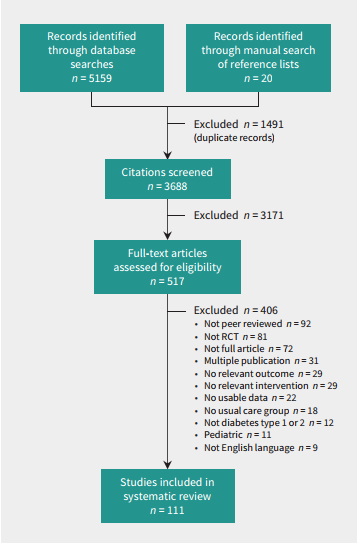 Records identified
through database
searches
n = 5159
Records identified
through manual search
of reference lists
n = 20
Excluded n = 1491
(duplicate records)
Citations screened
n = 3688
Excluded n = 3171
Full-text articles
assessed for eligibility
n = 517
Excluded n = 406
• Not peer reviewed n = 92
• Not RCT n = 81
• Not full article n = 72
• Multiple publication n = 31
• No relevant outcome n = 29
• No relevant intervention n = 29
• No usable data n = 22
• No usual care group n = 18
• Not diabetes type 1 or 2 n = 12
• Pediatric n = 11
• Not English language n = 9
Studies included in
systematic review
n = 111